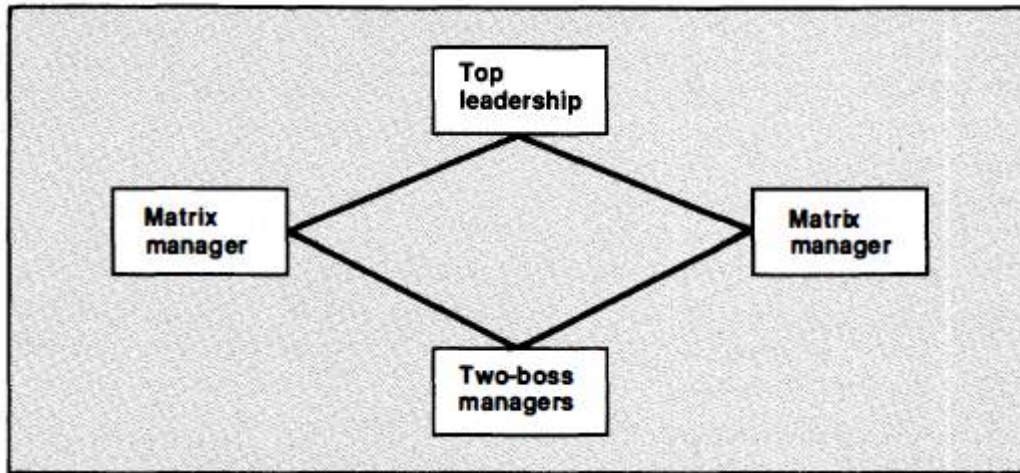 Top
leadership
Matrix
manager
Matrix
manager
Two-boss
managers